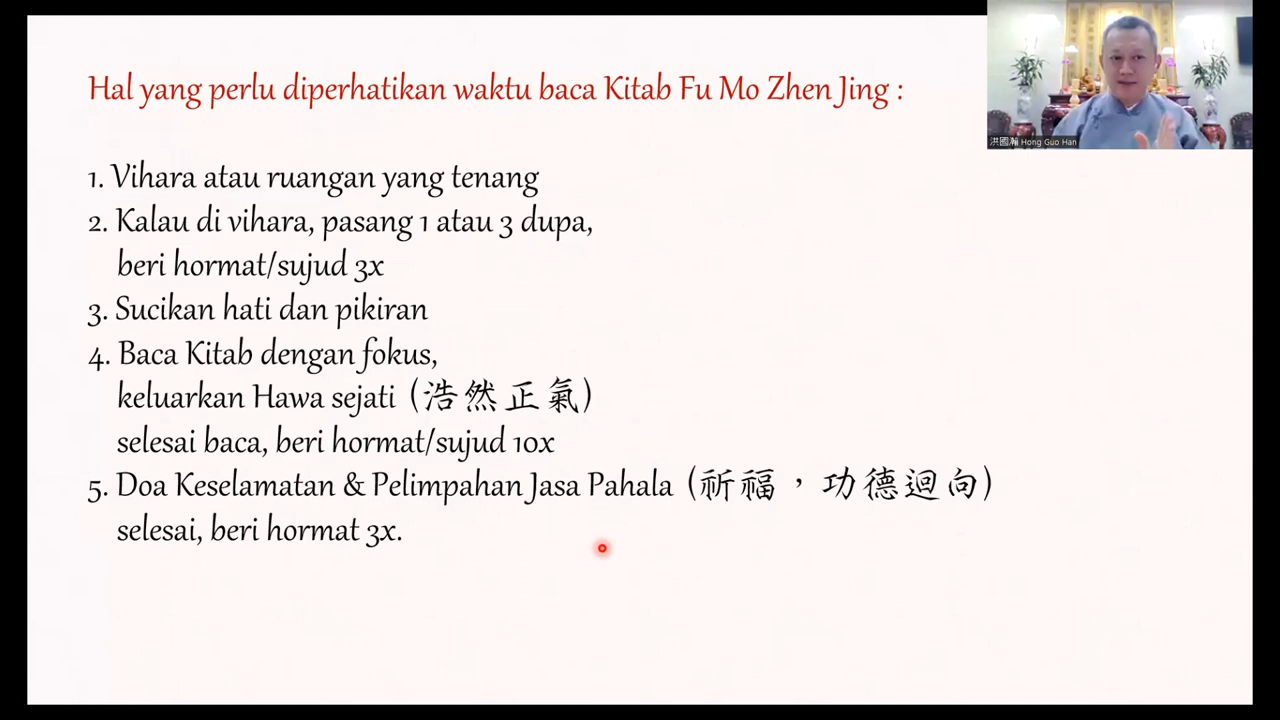 Hal yang perlu diperhatikan waktu baca Kitab Fu Mo Zhen Jing :
洪國瀚 Hong Guo Han
1. Vihara atau ruangan yang tenang
2. Kalau di vihara, pasang 1 atau 3 dupa,
beri hormat/sujud 3x
3. Sucikan hati dan pikiran
4. Baca Kitab dengan fokus,
keluarkan Hawa sejati (浩然正氣)
selesai baca, beri hormat/sujud 10x
5. Doa Keselamatan & Pelimpahan Jasa Pahala (祈福，功德迴向)
selesai, beri hormat 3x.